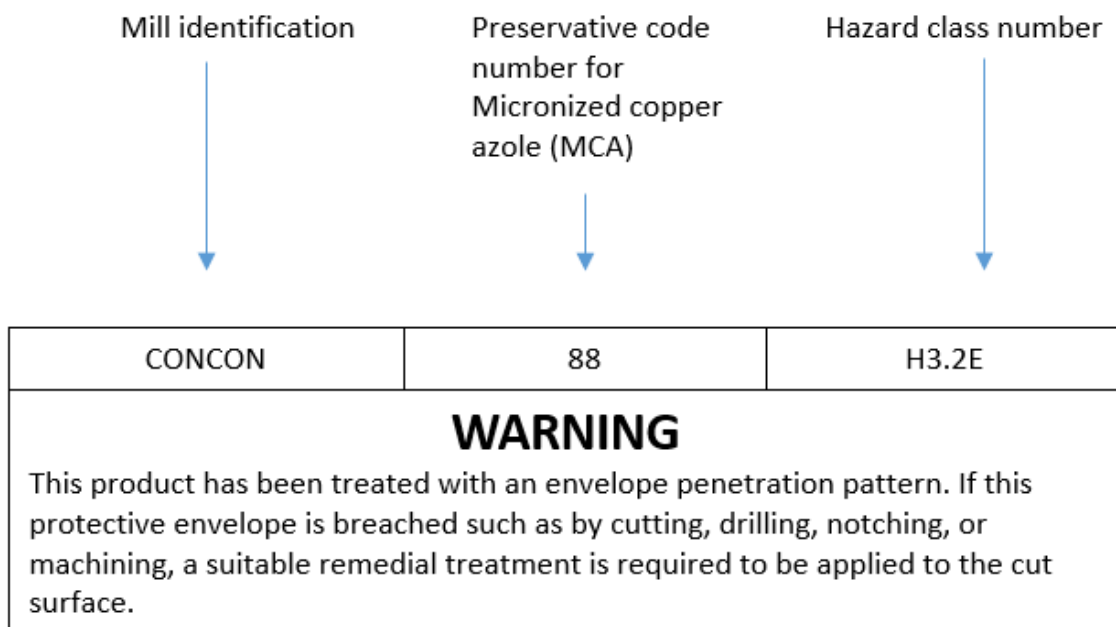 Mill identification
Preservative code
number for
Micronized copper
azole (MCA)
Hazard class number
CONCON 88 H3.2E
WARNING
This product has been treated with an envelope penetration pattern. If this
protective envelope is breached such as by cutting, drilling, notching, or
machining, a suitable remedial treatment is required to be applied to the cut
surface.